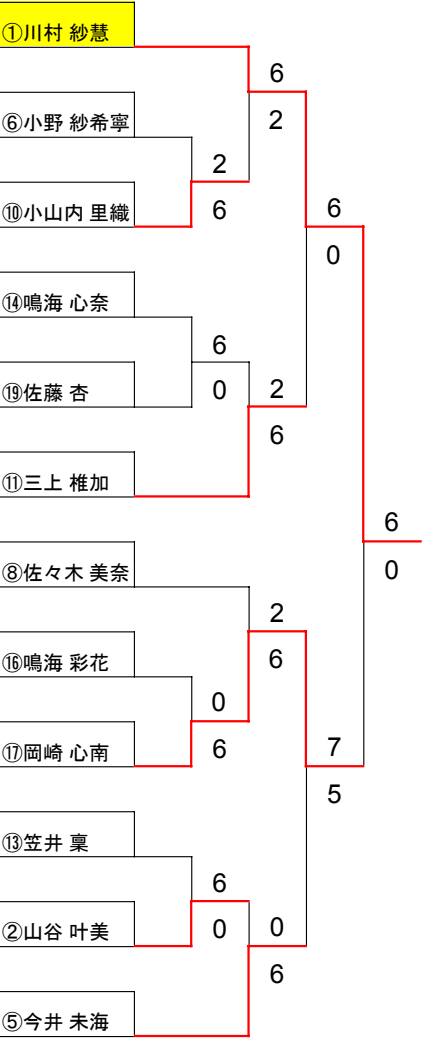 ①川村 紗慧
6
⑥小野 紗希寧
2
2
⑩小山内 里織
6
6
0
⑭鳴海 心奈
6
⑲佐藤 杏
0
2
6
⑪三上 椎加
6
⑧佐々木 美奈
0
2
⑯鳴海 彩花
6
0
⑰岡崎 心南
6
7
5
⑬笠井 稟
6
②山谷 叶美
0
0
6
⑤今井 未海